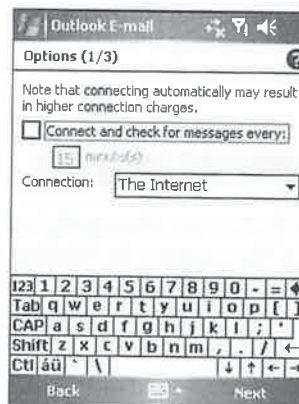 Outlook E-mail
Options (1/3)
Note that connecting automatically may result
in higher connection charges.
Connect and check for messages every:
15 minute(s)
Connection: The Internet
123 1 2 3 4 5 6 7 8 9 0 - =
Tab q w e r t y u i o p [ ]
CAP a s d f g h j k l ; '
Shift z x c v b n m , . /
Ctl áü ` \
Back Next